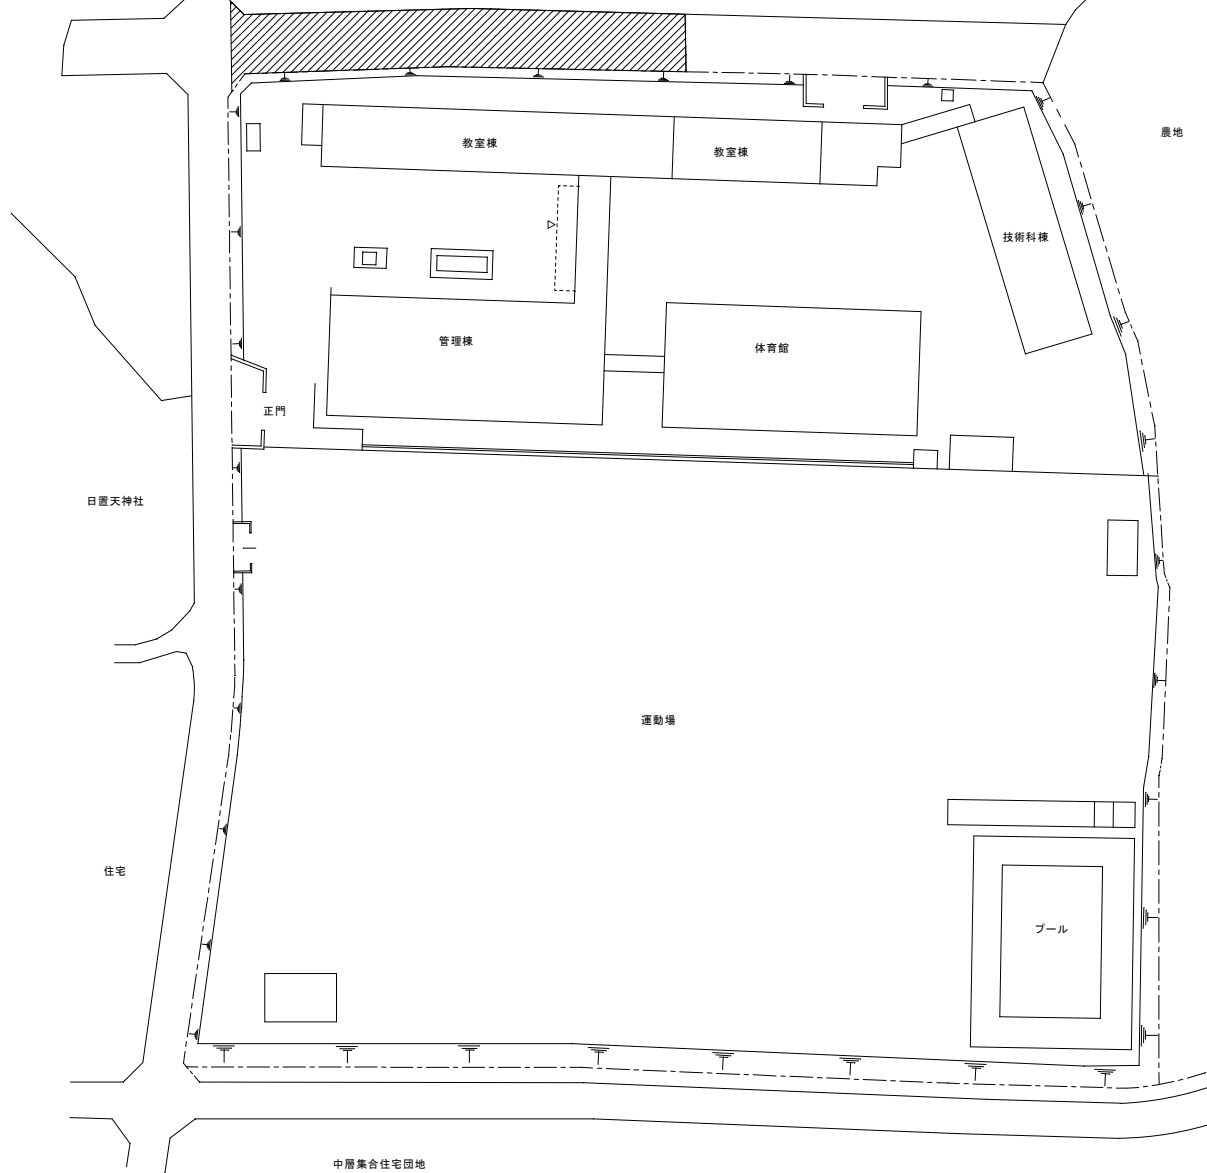 農地
教室棟
教室棟
技術科棟
管理棟
体育館
正門
日置天神社
運動場
住宅
プール
中層集合住宅団地